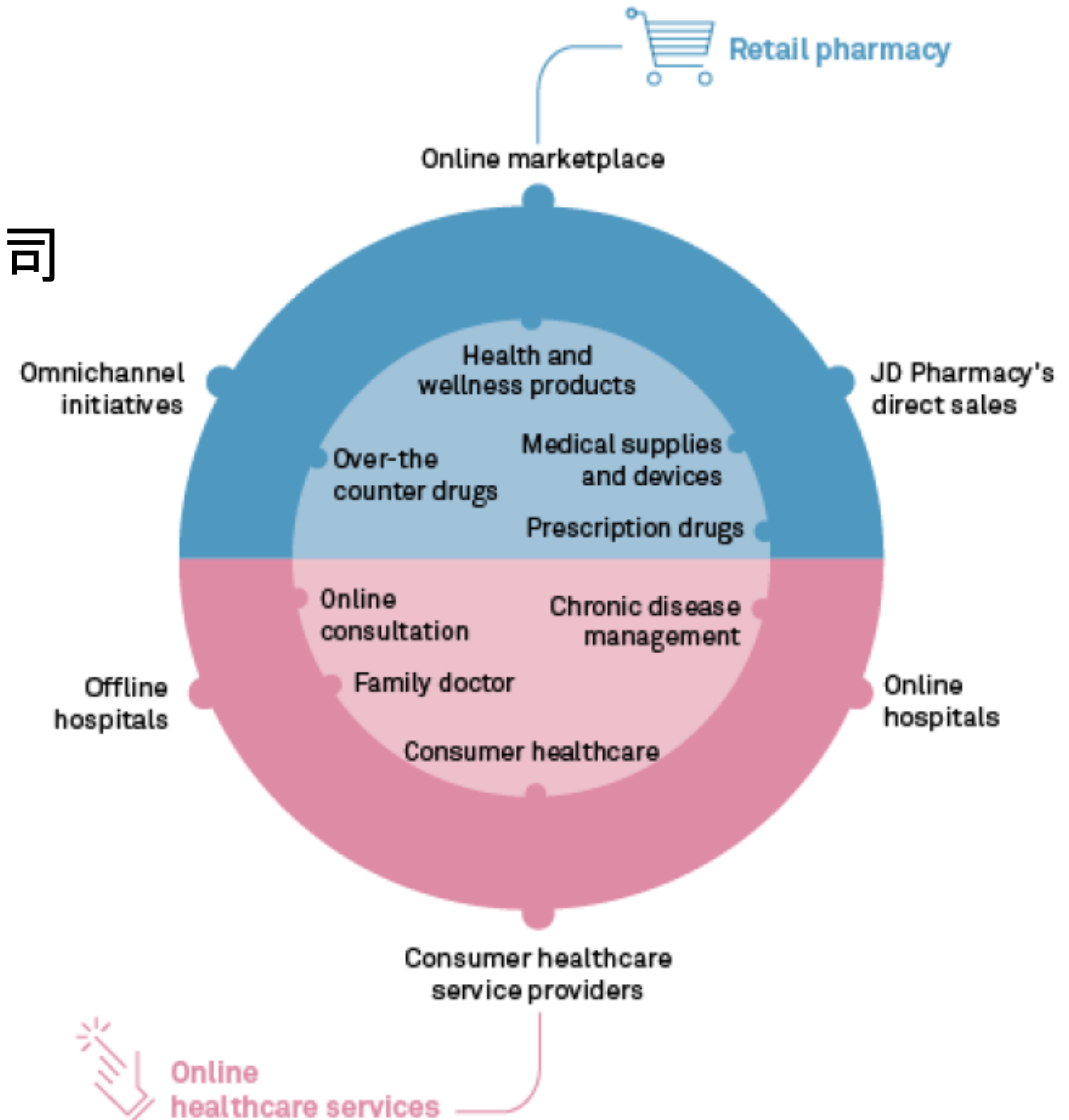 Retail pharmacy
Online marketplace
司
Omnichannel
initiatives
JD Pharmacy's
direct sales
Health and
wellness products
Over-the
counter drugs
Medical supplies
and devices
Prescription drugs
Online
consultation
Chronic disease
management
Family doctor
Offline
hospitals
Online
hospitals
Consumer healthcare
Consumer healthcare
service providers
Online
healthcare services